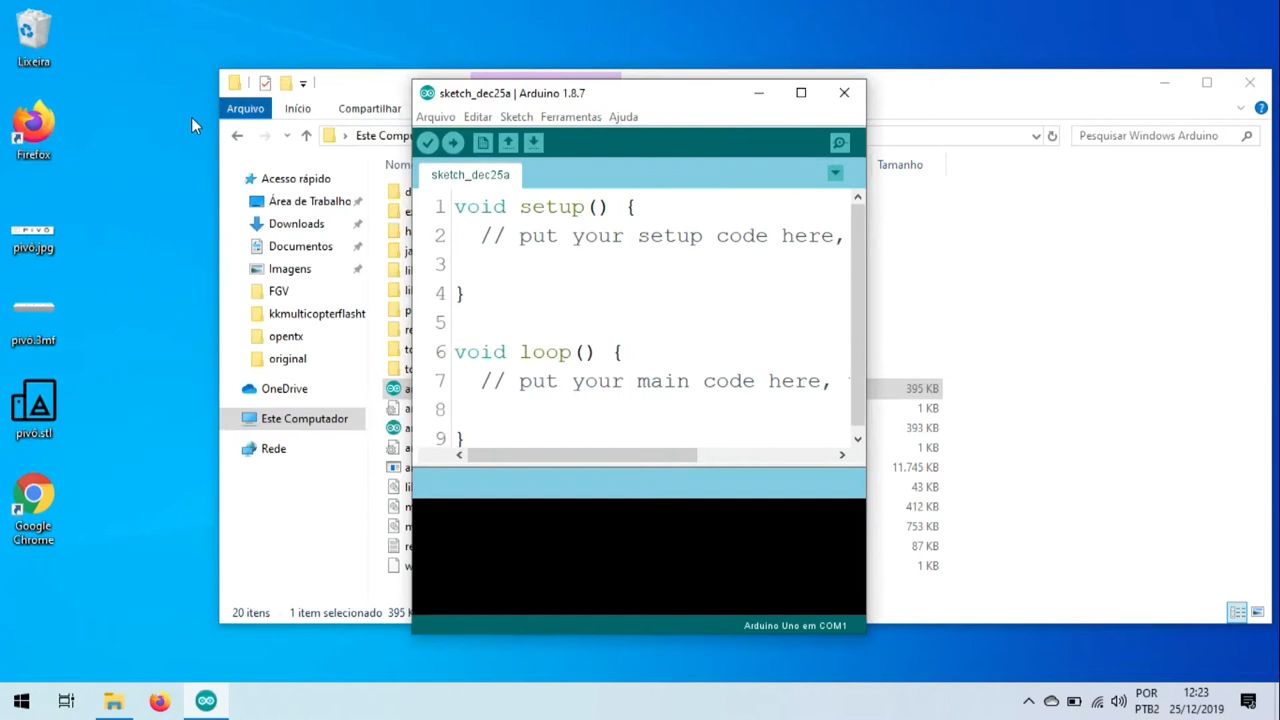 Lixeira
Firefox
PIVÔ
pivô.jpg
pivô.3mf
pivô.stl
Google
Chrome
Arquivo
Início
Compartilhar
Este Comp
Pesquisar Windows Arduino
Acesso rápido
Área de Trabalho
Downloads
Documentos
Imagens
FGV
kkmulticopterflasht
opentx
original
OneDrive
Este Computador
Rede
Nom
Tamanho
395 KB
1 KB
393 KB
1 KB
11.745 KB
43 KB
412 KB
753 KB
87 KB
1 KB
20 itens
1 item selecionado 395 K
sketch_dec25a | Arduino 1.8.7
Arquivo Editar Sketch Ferramentas Ajuda
sketch_dec25a
1 void setup() {
2 // put your setup code here,
3
4 }
5
6 void loop() {
7 // put your main code here,
8
9 }
Arduino Uno em COM1
POR
PTB2
12:23
25/12/2019